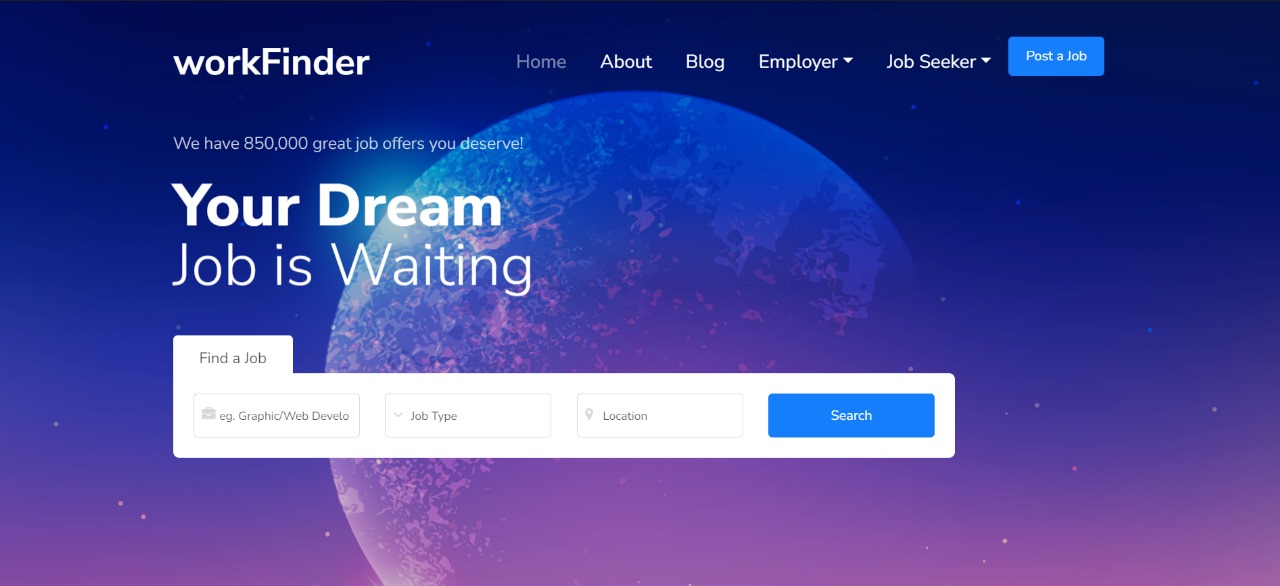 workFinder
Home About Blog Employer Job Seeker Post a Job
We have 850,000 great job offers you deserve!
Your Dream
Job is Waiting
Find a Job
eg. Graphic/Web Develo Job Type Location Search